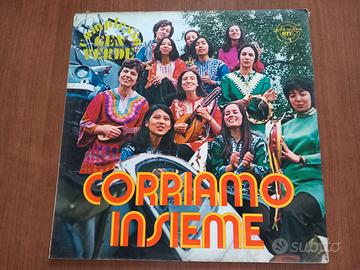 complesso
GEN
VERDE
CORRIAMO
INSIEME
subito